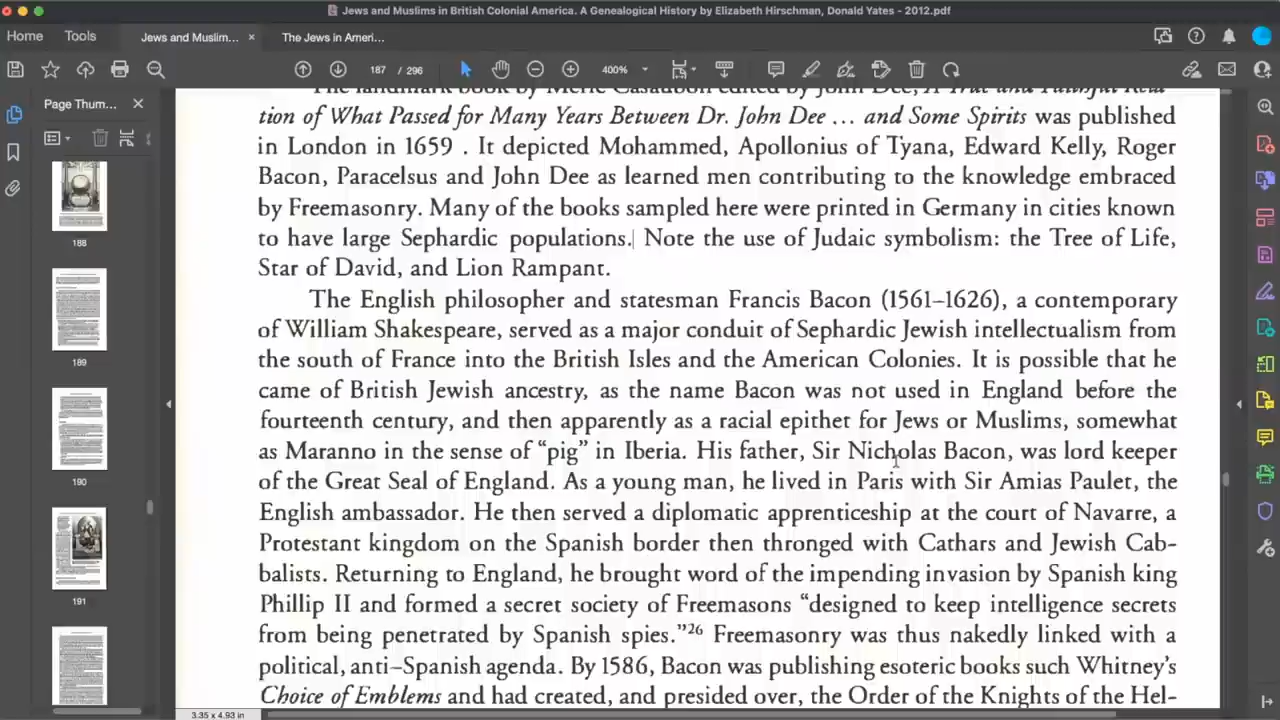 Jews and Muslims in British Colonial America. A Genealogical History by Elizabeth Hirschman, Donald Yates - 2012.pdf
Home Tools Jews and Muslim... × The Jews in Ameri...
187 / 296 400%
Page Thum...
188
189
190
191
The landmark book by Meric Casaubon edited by John Dee, A True and Faithful Rela-
tion of What Passed for Many Years Between Dr. John Dee ... and Some Spirits was published
in London in 1659 . It depicted Mohammed, Apollonius of Tyana, Edward Kelly, Roger
Bacon, Paracelsus and John Dee as learned men contributing to the knowledge embraced
by Freemasonry. Many of the books sampled here were printed in Germany in cities known
to have large Sephardic populations. Note the use of Judaic symbolism: the Tree of Life,
Star of David, and Lion Rampant.
The English philosopher and statesman Francis Bacon (1561–1626), a contemporary
of William Shakespeare, served as a major conduit of Sephardic Jewish intellectualism from
the south of France into the British Isles and the American Colonies. It is possible that he
came of British Jewish ancestry, as the name Bacon was not used in England before the
fourteenth century, and then apparently as a racial epithet for Jews or Muslims, somewhat
as Maranno in the sense of “pig” in Iberia. His father, Sir Nicholas Bacon, was lord keeper
of the Great Seal of England. As a young man, he lived in Paris with Sir Amias Paulet, the
English ambassador. He then served a diplomatic apprenticeship at the court of Navarre, a
Protestant kingdom on the Spanish border then thronged with Cathars and Jewish Cab-
balists. Returning to England, he brought word of the impending invasion by Spanish king
Phillip II and formed a secret society of Freemasons “designed to keep intelligence secrets
from being penetrated by Spanish spies.”26 Freemasonry was thus nakedly linked with a
political, anti–Spanish agenda. By 1586, Bacon was publishing esoteric books such Whitney’s
Choice of Emblems and had created, and presided over, the Order of the Knights of the Hel-
3.35 x 4.93 in